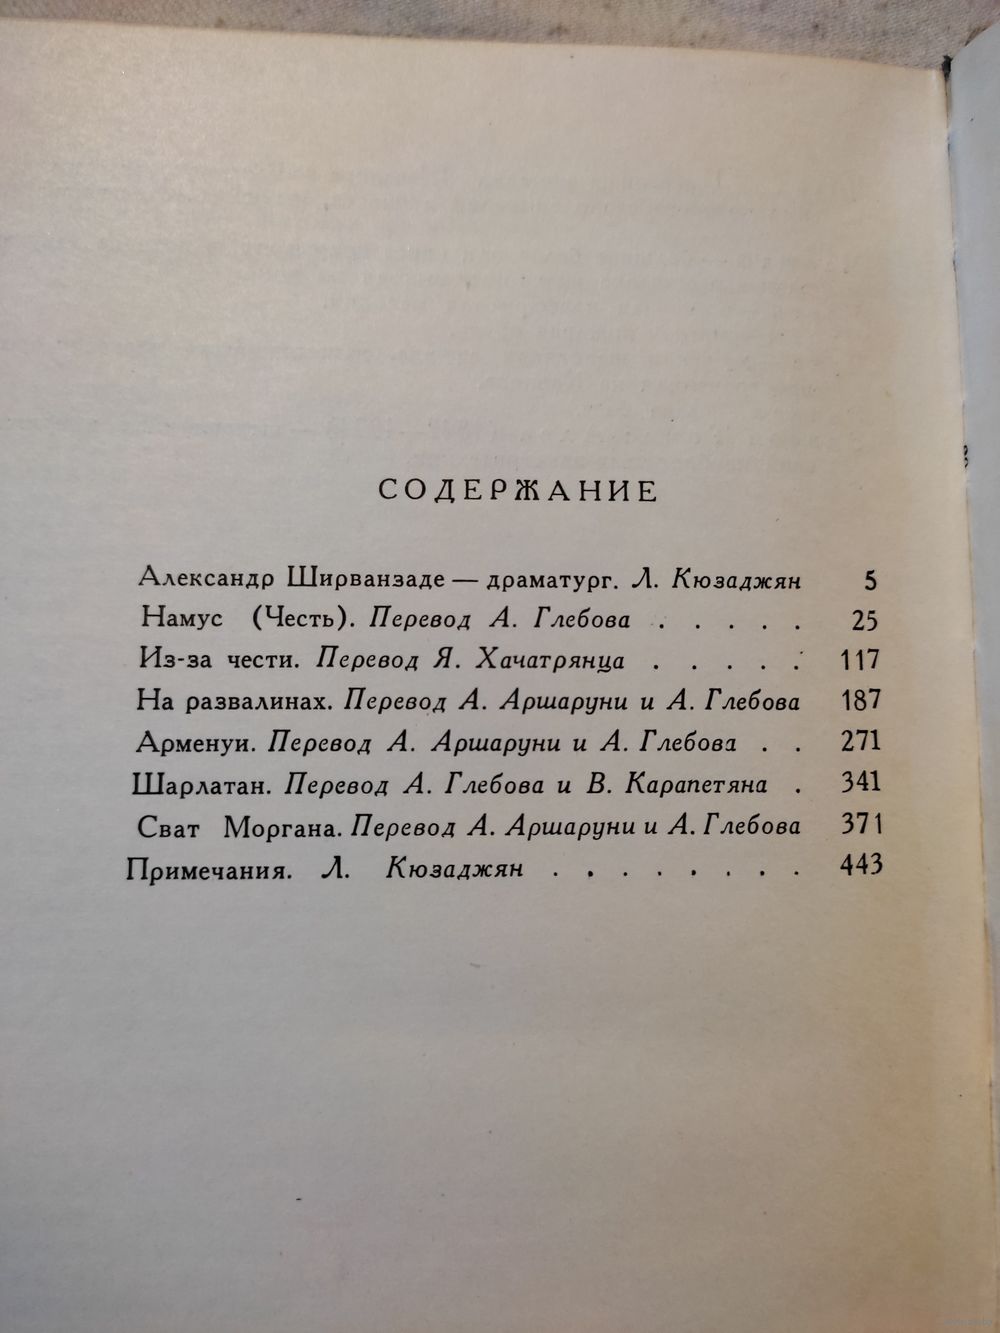 СОДЕРЖАНИЕ
Александр Ширванзаде — драматург. Л. Кюзаджян 5
Намус (Честь). Перевод А. Глебова . . . . . 25
Из-за чести. Перевод Я. Хачатрянца . . . . . 117
На развалинах. Перевод А. Аршаруни и А. Глебова 187
Арменуи. Перевод А. Аршаруни и А. Глебова . . 271
Шарлатан. Перевод А. Глебова и В. Карапетяна . 341
Сват Моргана. Перевод А. Аршаруни и А. Глебова 371
Примечания. Л. Кюзаджян . . . . . . . . 443